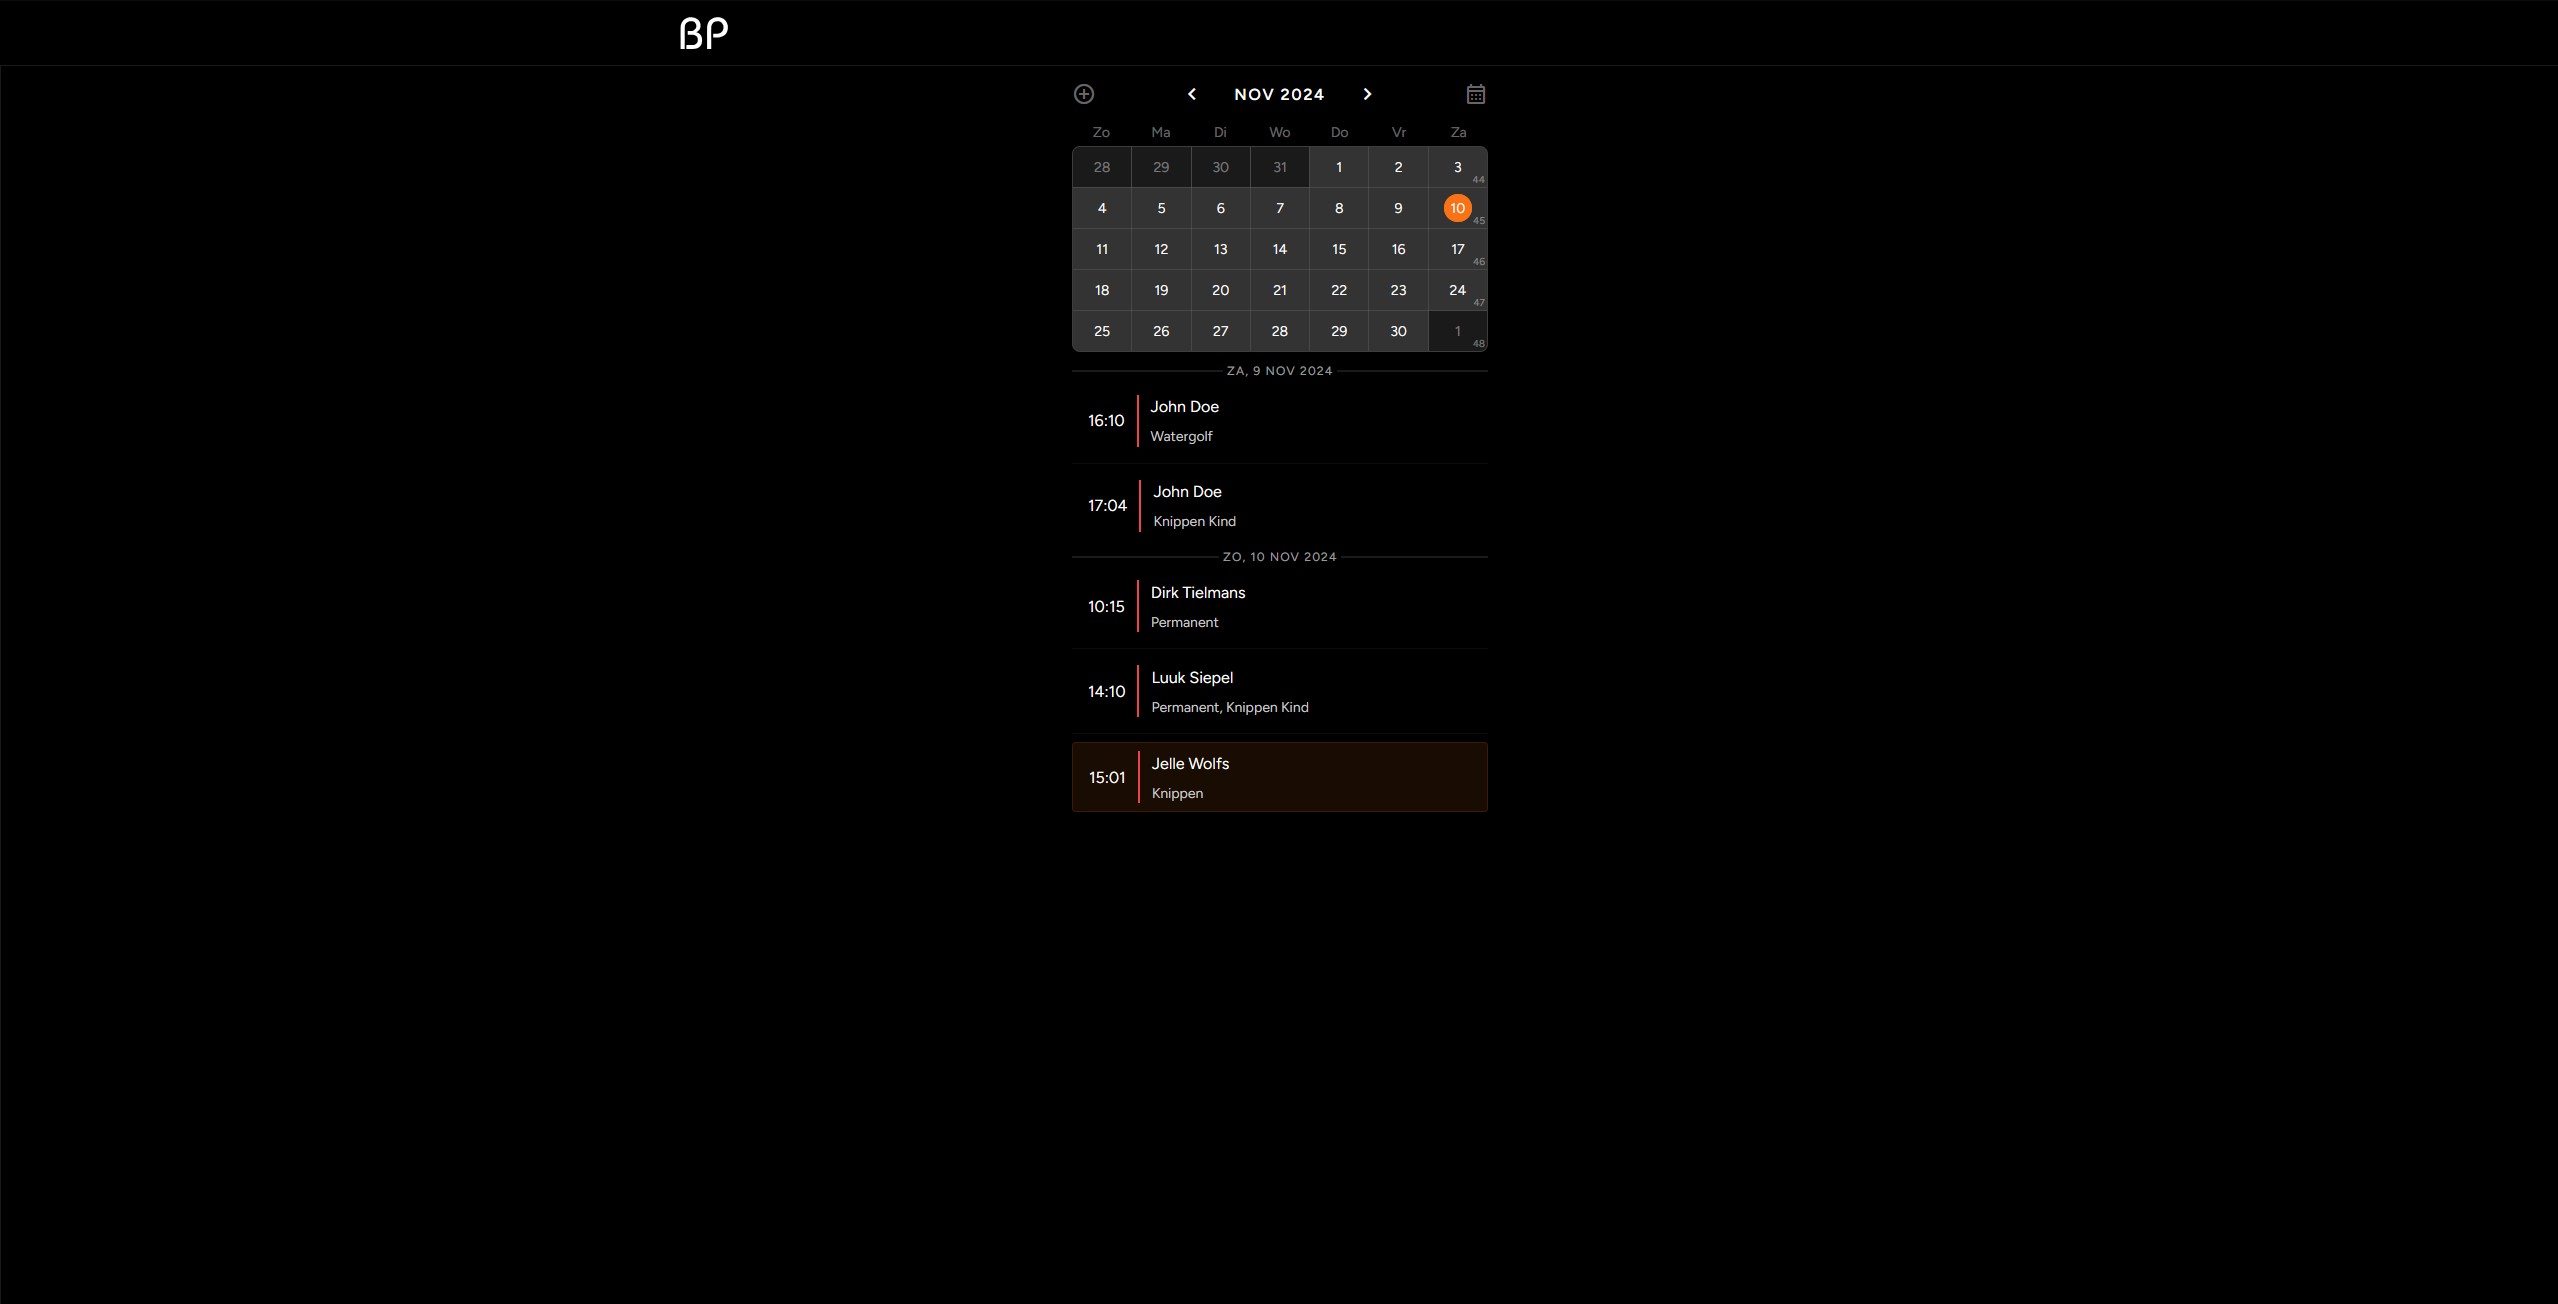 BP
NOV 2024
Zo Ma Di Wo Do Vr Za
28 29 30 31 1 2 3 44
4 5 6 7 8 9 10 45
11 12 13 14 15 16 17 46
18 19 20 21 22 23 24 47
25 26 27 28 29 30 1 48
ZA, 9 NOV 2024
16:10 John Doe
Watergolf
17:04 John Doe
Knippen Kind
ZO, 10 NOV 2024
10:15 Dirk Tielmans
Permanent
14:10 Luuk Siepel
Permanent, Knippen Kind
15:01 Jelle Wolfs
Knippen